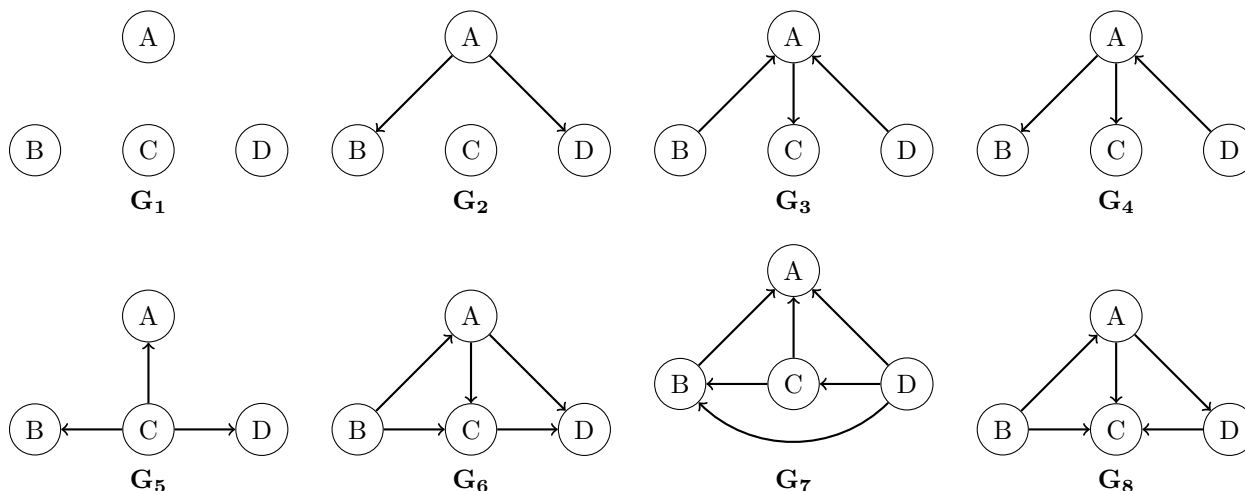 A A A A
B C D B C D B C D B C D
G1 G2 G3 G4
A
A A A
B C D
B C D B C D B C D
G5 G6 G7 G8